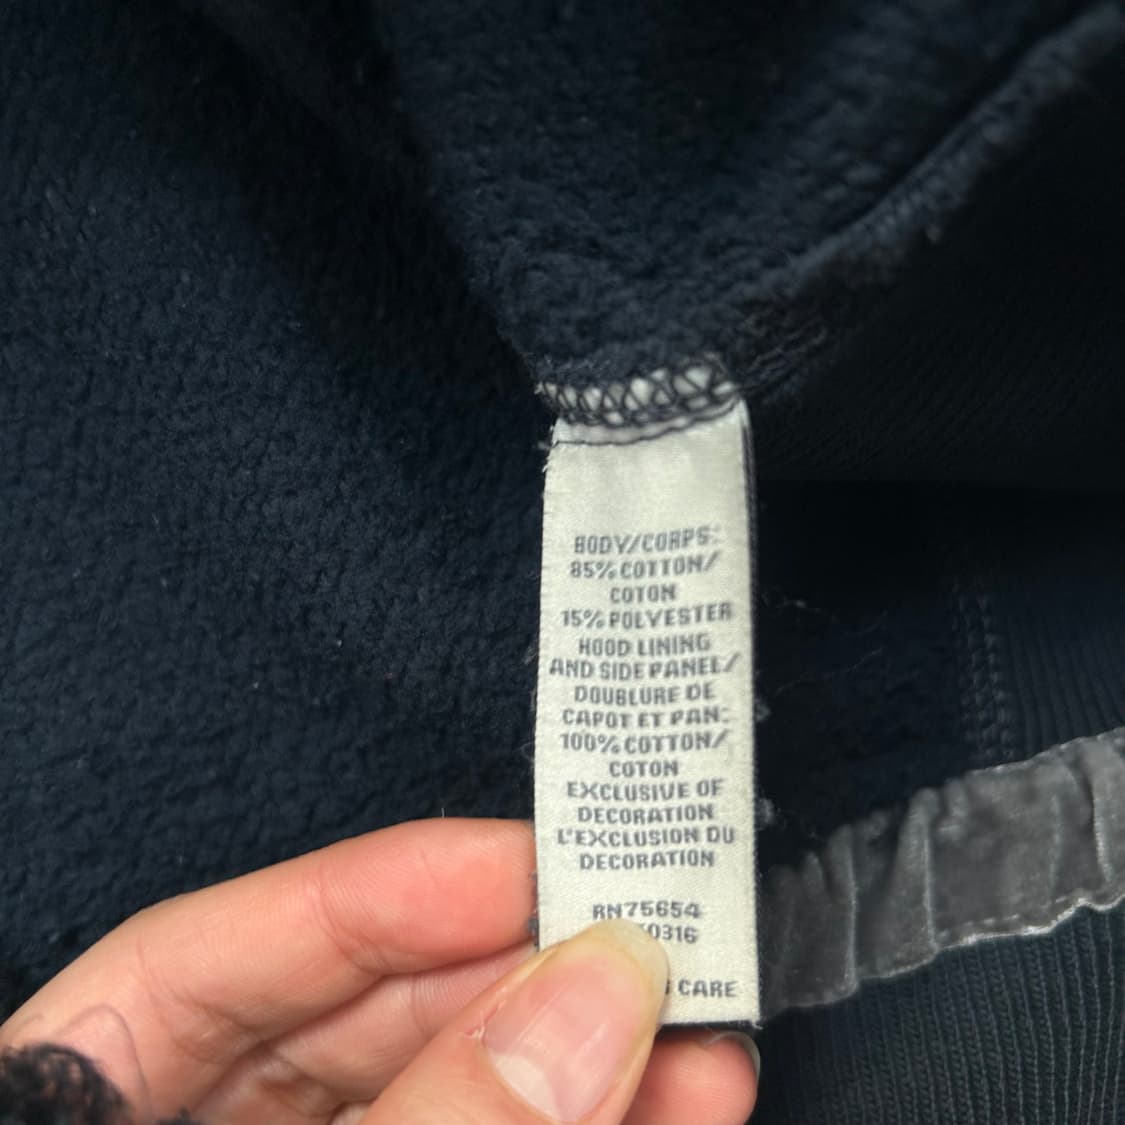 BODY/CORPS:
85% COTTON/
COTON
15% POLYESTER
HOOD LINING
AND SIDE PANEL/
DOUBLURE DE
CAPOT ET PAN:
100% COTTON/
COTON
EXCLUSIVE OF
DECORATION
L'EXCLUSION DU
DECORATION
RN75654
0316
CARE